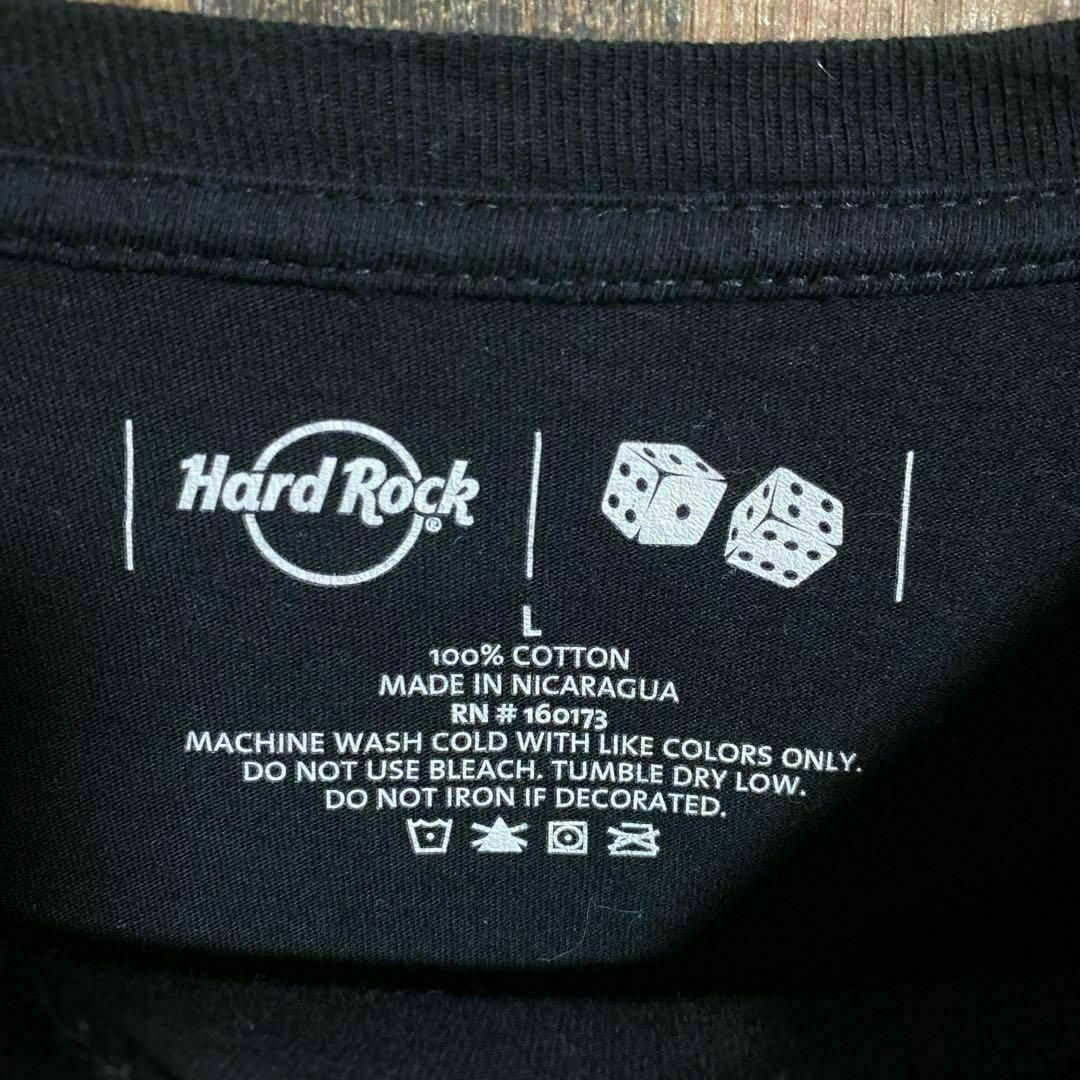 Hard Rock®
L
100% COTTON
MADE IN NICARAGUA
RN # 160173
MACHINE WASH COLD WITH LIKE COLORS ONLY.
DO NOT USE BLEACH. TUMBLE DRY LOW.
DO NOT IRON IF DECORATED.